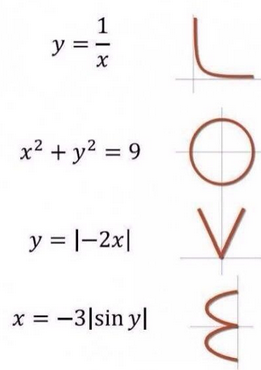 y = 1/x
x² + y² = 9
y = |−2x|
x = −3|sin y|